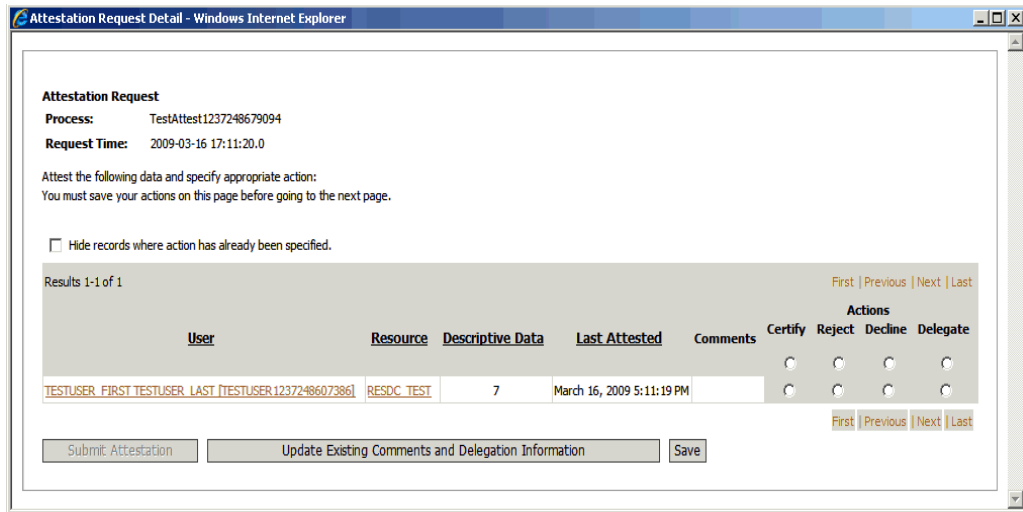 Attestation Request Detail - Windows Internet Explorer
Attestation Request
Process: TestAttest1237248679094
Request Time: 2009-03-16 17:11:20.0
Attest the following data and specify appropriate action:
You must save your actions on this page before going to the next page.
Hide records where action has already been specified.
Results 1-1 of 1 First | Previous | Next | Last
Actions
User Resource Descriptive Data Last Attested Comments Certify Reject Decline Delegate
TESTUSER_FIRST TESTUSER_LAST [TESTUSER1237248607386] RESDC_TEST 7 March 16, 2009 5:11:19 PM
First | Previous | Next | Last
Submit Attestation Update Existing Comments and Delegation Information Save